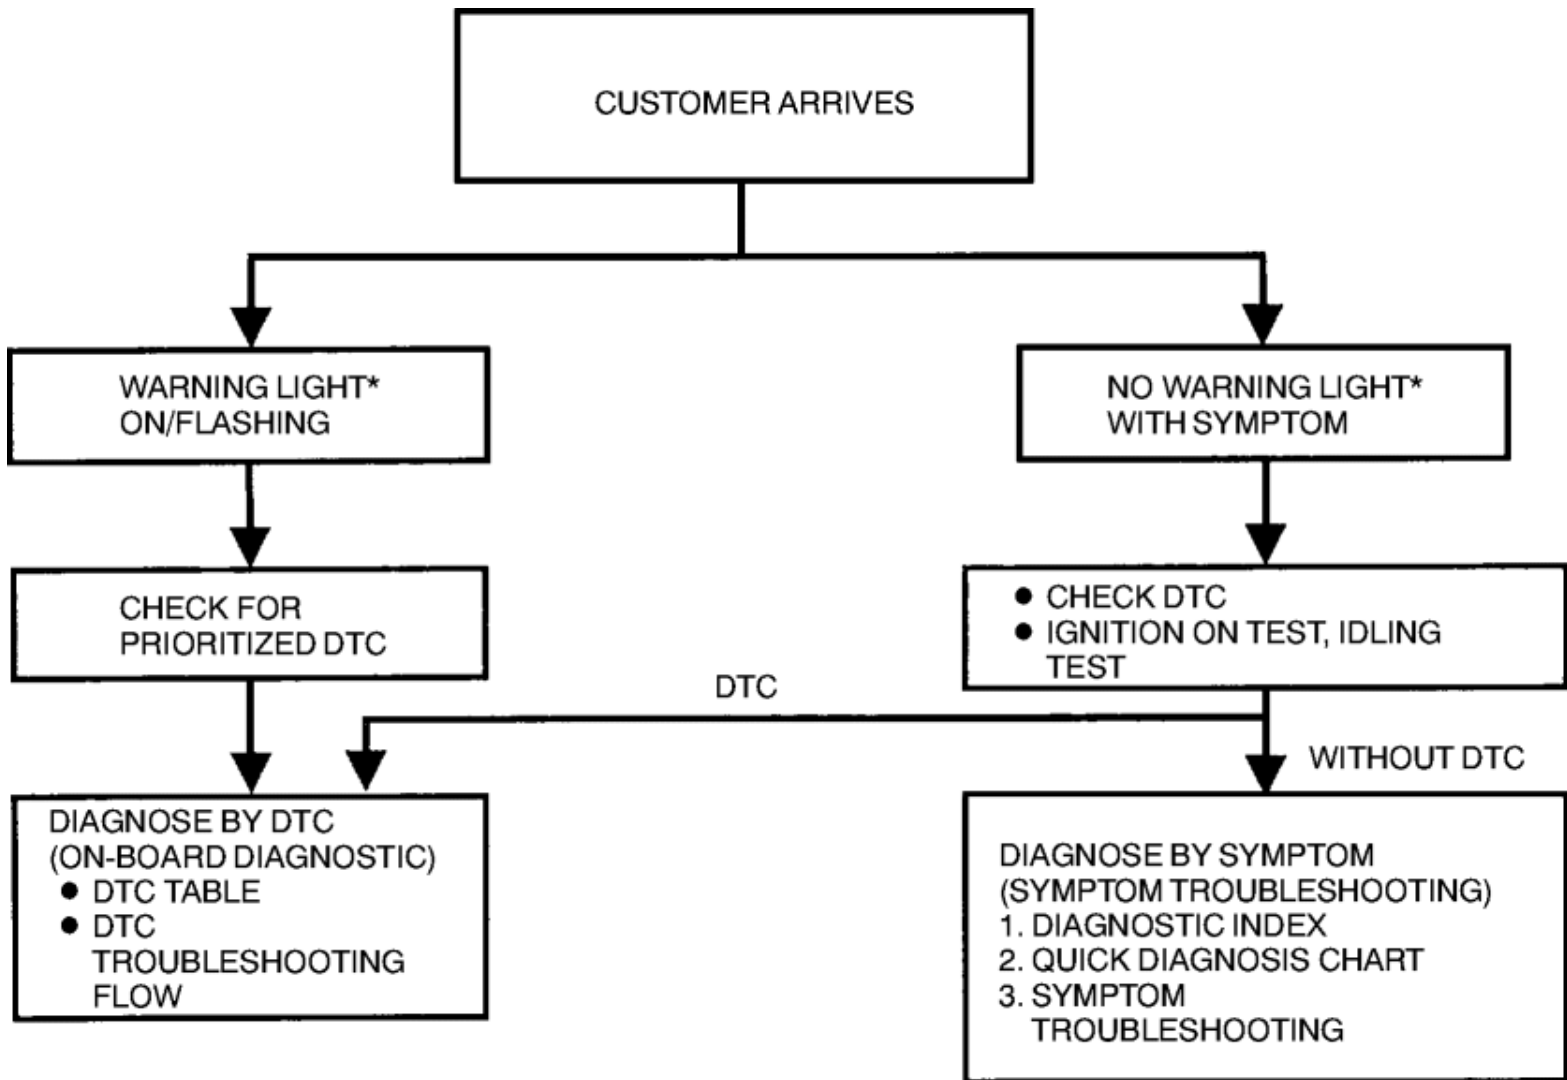 CUSTOMER ARRIVES
WARNING LIGHT*
ON/FLASHING
NO WARNING LIGHT*
WITH SYMPTOM
CHECK FOR
PRIORITIZED DTC
● CHECK DTC
● IGNITION ON TEST, IDLING
TEST
DTC
WITHOUT DTC
DIAGNOSE BY DTC
(ON-BOARD DIAGNOSTIC)
● DTC TABLE
● DTC
TROUBLESHOOTING
FLOW
DIAGNOSE BY SYMPTOM
(SYMPTOM TROUBLESHOOTING)
1. DIAGNOSTIC INDEX
2. QUICK DIAGNOSIS CHART
3. SYMPTOM
TROUBLESHOOTING